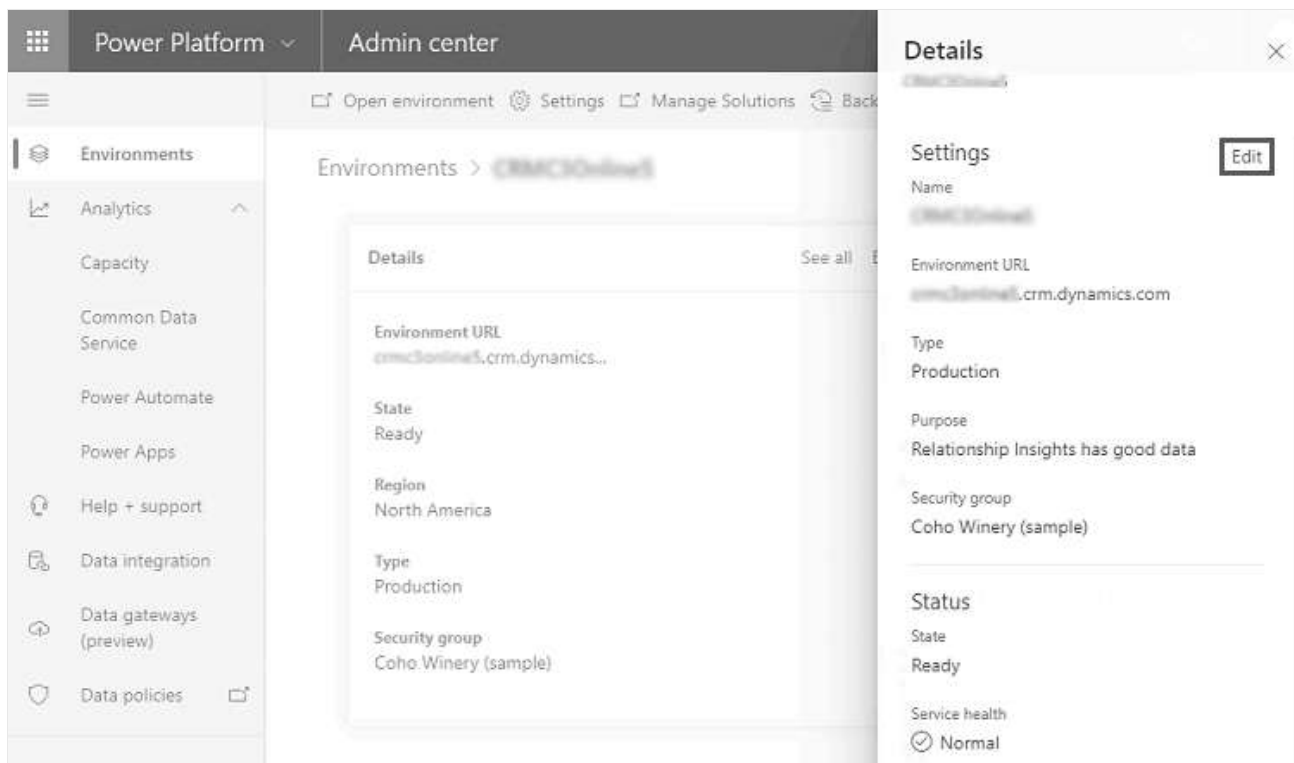 Power Platform
Admin center
Details
Open environment
Settings
Manage Solutions
Back
Environments
Analytics
Capacity
Common Data
Service
Power Automate
Power Apps
Help + support
Data integration
Data gateways
(preview)
Data policies
Environments >
Details
See all
Environment URL
.crm.dynamics...
State
Ready
Region
North America
Type
Production
Security group
Coho Winery (sample)
Settings
Edit
Name
Environment URL
.crm.dynamics.com
Type
Production
Purpose
Relationship Insights has good data
Security group
Coho Winery (sample)
Status
State
Ready
Service health
Normal